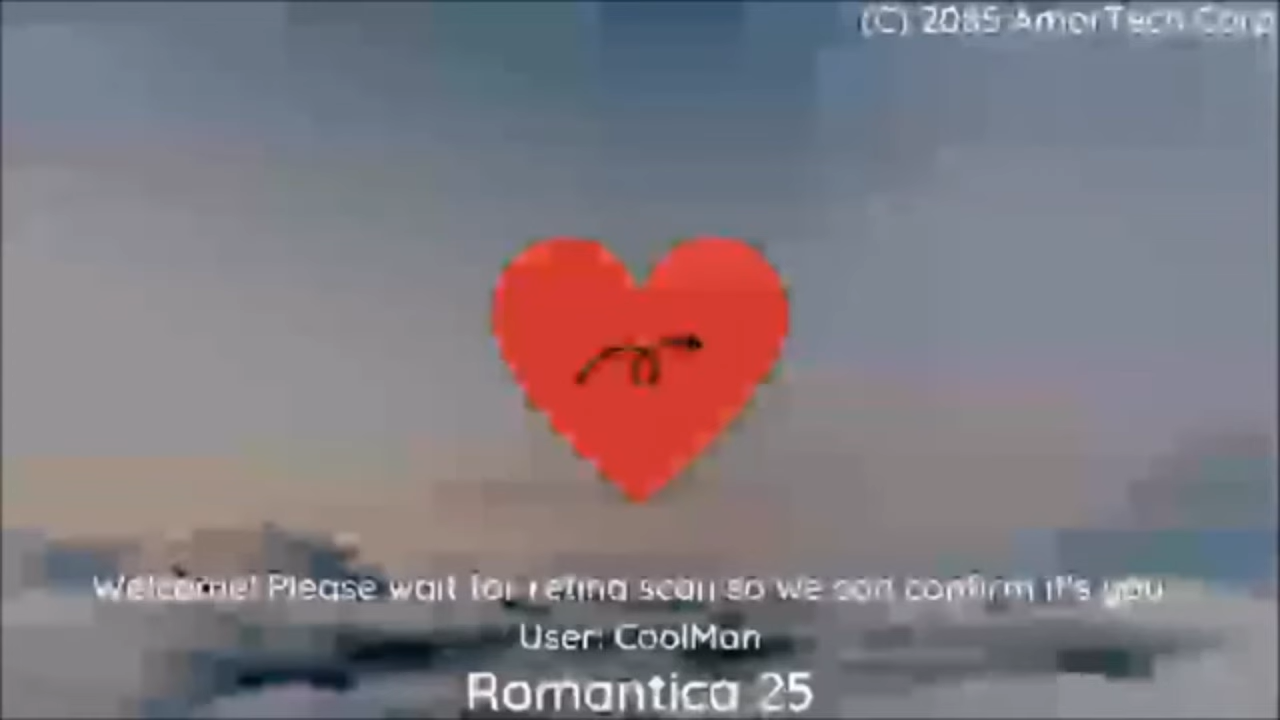 (C) 2085 AmorTech Corp
Welcome! Please wait for retina scan so we can confirm it's you
User: CoolMan
Romantica 25